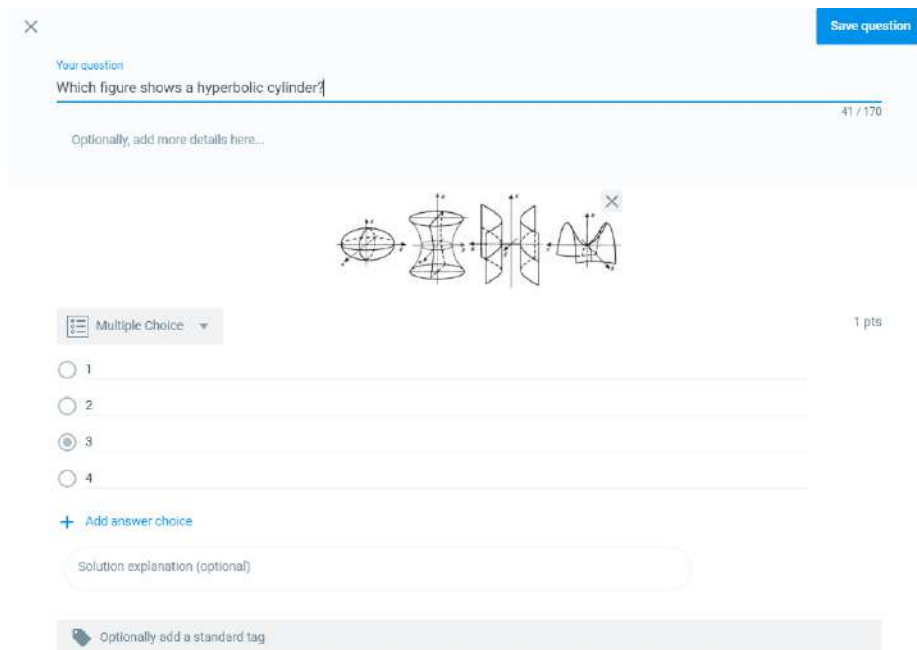 Save question
Your question
Which figure shows a hyperbolic cylinder?
41 / 170
Optionally, add more details here...
Multiple Choice
1 pts
1
2
3
4
+ Add answer choice
Solution explanation (optional)
Optionally add a standard tag